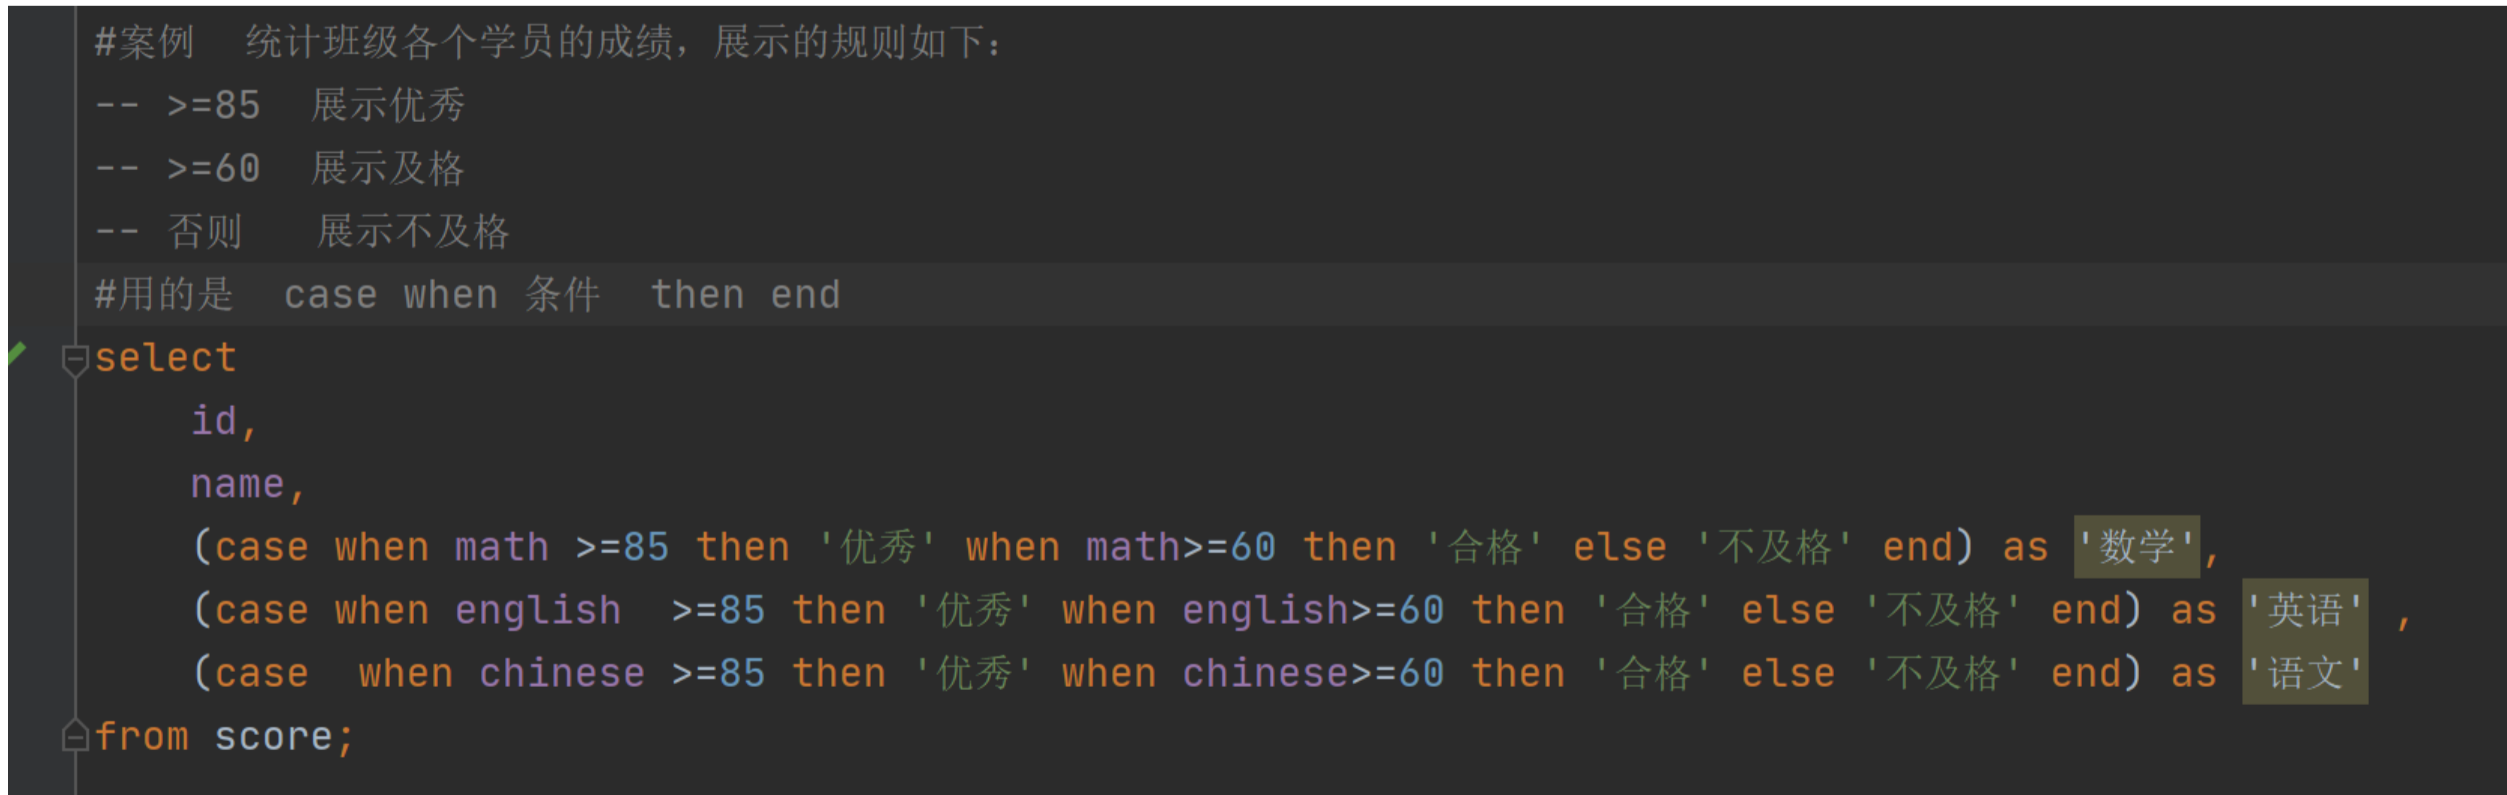 #案例  统计班级各个学员的成绩，展示的规则如下：
-- >=85  展示优秀
-- >=60  展示及格
-- 否则   展示不及格
#用的是  case when 条件  then end
select
    id,
    name,
    (case when math >=85 then '优秀' when math>=60 then '合格' else '不及格' end) as '数学',
    (case when english  >=85 then '优秀' when english>=60 then '合格' else '不及格' end) as '英语' ,
    (case  when chinese >=85 then '优秀' when chinese>=60 then '合格' else '不及格' end) as '语文'
from score;